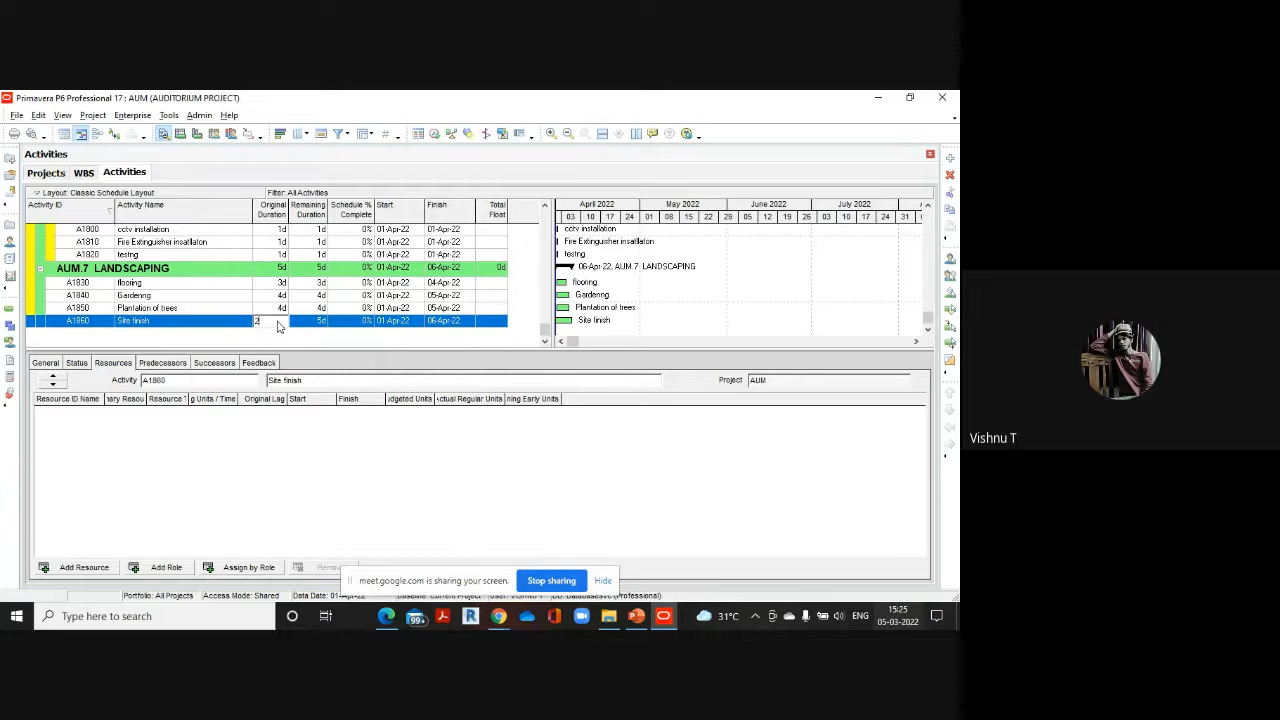 Primavera P6 Professional 17 : AUM (AUDITORIUM PROJECT)
File Edit View Project Enterprise Tools Admin Help
Activities
Projects WBS Activities
Layout: Classic Schedule Layout Filter: All Activities
Activity ID Activity Name Original Duration Remaining Duration Schedule % Complete Start Finish Total Float
April 2022 May 2022 June 2022 July 2022
03 10 17 24 01 08 15 22 29 05 12 19 26 03 10 17 24 31
A1800 cctv installation 1d 1d 0% 01-Apr-22 01-Apr-22 cctv installation
A1810 Fire Extinguisher insatllaton 1d 1d 0% 01-Apr-22 01-Apr-22 Fire Extinguisher insatllaton
A1820 testng 1d 1d 0% 01-Apr-22 01-Apr-22 testng
AUM.7 LANDSCAPING 5d 5d 0% 01-Apr-22 06-Apr-22 0d 06-Apr-22, AUM.7 LANDSCAPING
A1830 flooring 3d 3d 0% 01-Apr-22 04-Apr-22 flooring
A1840 Gardening 4d 4d 0% 01-Apr-22 05-Apr-22 Gardening
A1850 Plantation of trees 4d 4d 0% 01-Apr-22 05-Apr-22 Plantation of trees
A1860 Site finish 2 5d 0% 01-Apr-22 06-Apr-22 Site finish
General Status Resources Predecessors Successors Feedback
Activity A1860 Site finish Project AUM
Resource ID Name Original Lag Start Finish
Add Resource Add Role Assign by Role
meet.google.com is sharing your screen. Stop sharing Hide
Portfolio: All Projects Access Mode: Shared
Type here to search
99+
31°C
ENG
15:25
05-03-2022
Vishnu T